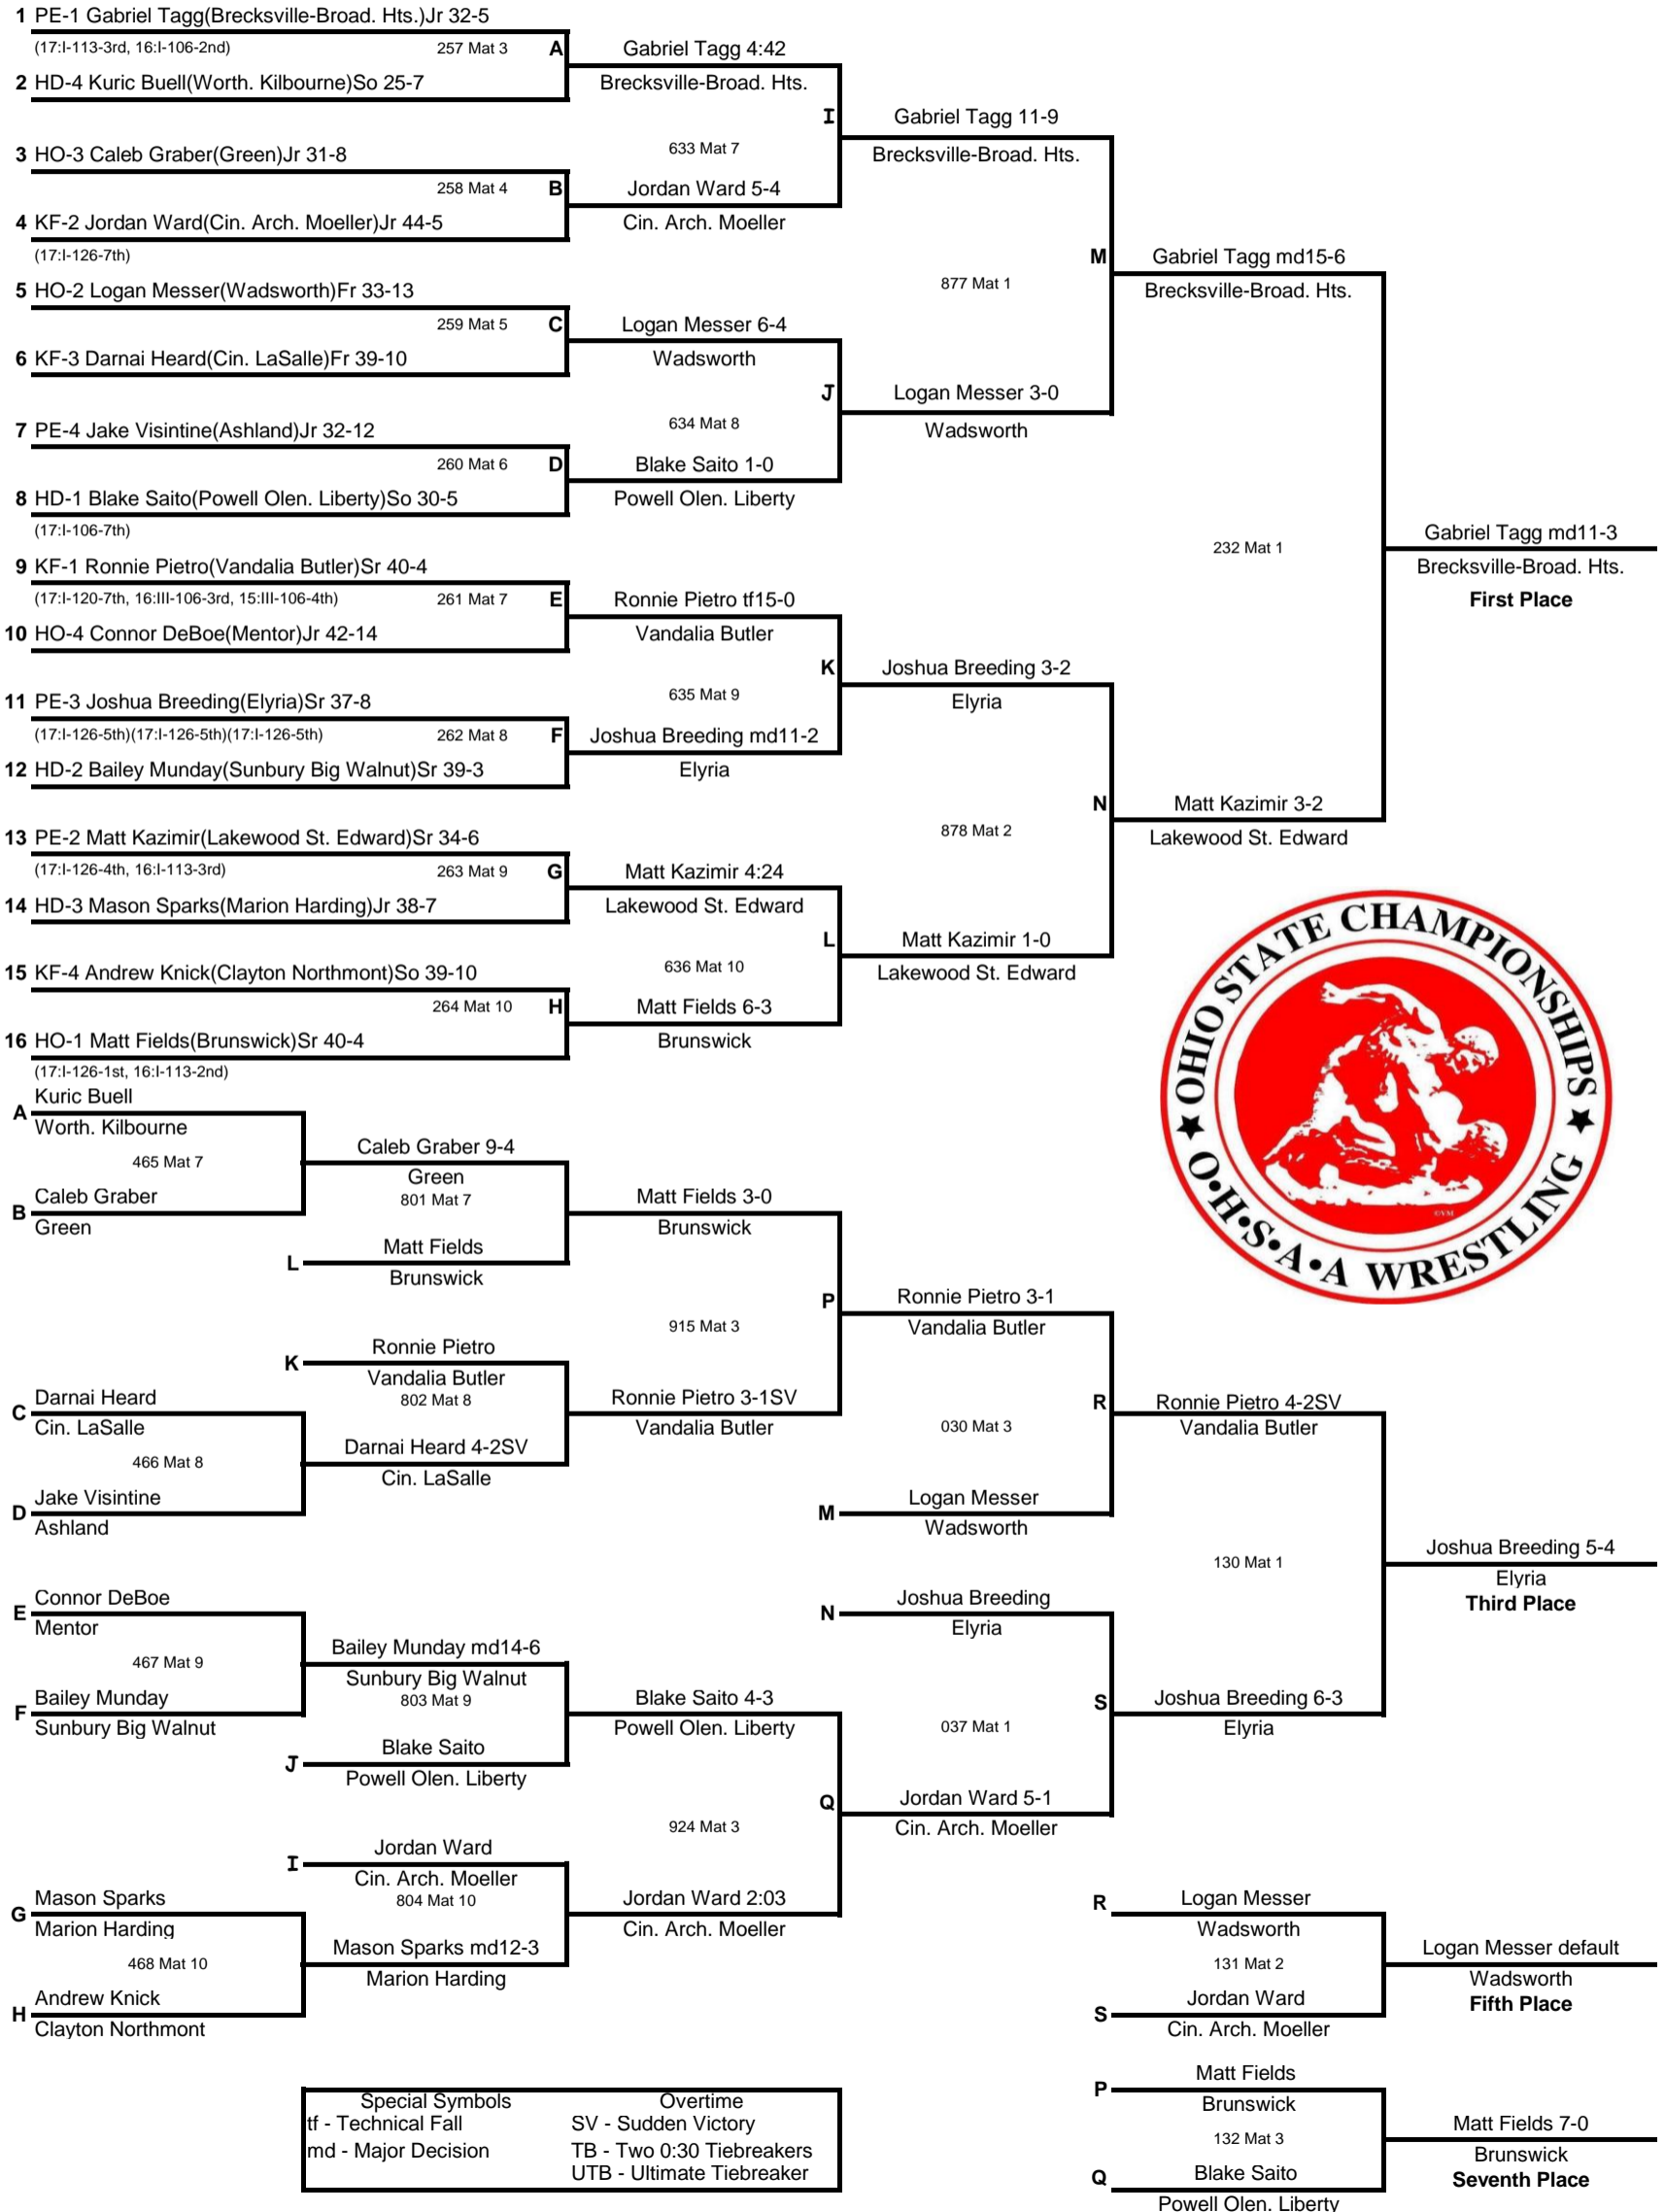 1 PE-1 Gabriel Tagg(Brecksville-Broad. Hts.)Jr 32-5
(17:I-113-3rd, 16:I-106-2nd) 257 Mat 3 A
2 HD-4 Kuric Buell(Worth. Kilbourne)So 25-7
Gabriel Tagg 4:42
Brecksville-Broad. Hts.
3 HO-3 Caleb Graber(Green)Jr 31-8
258 Mat 4 B
4 KF-2 Jordan Ward(Cin. Arch. Moeller)Jr 44-5
(17:I-126-7th)
633 Mat 7
Jordan Ward 5-4
Cin. Arch. Moeller
I
Gabriel Tagg 11-9
Brecksville-Broad. Hts.
5 HO-2 Logan Messer(Wadsworth)Fr 33-13
259 Mat 5 C
6 KF-3 Darnai Heard(Cin. LaSalle)Fr 39-10
Logan Messer 6-4
Wadsworth
7 PE-4 Jake Visintine(Ashland)Jr 32-12
260 Mat 6 D
8 HD-1 Blake Saito(Powell Olen. Liberty)So 30-5
(17:I-106-7th)
634 Mat 8
Blake Saito 1-0
Powell Olen. Liberty
J
Logan Messer 3-0
Wadsworth
877 Mat 1
M
Gabriel Tagg md15-6
Brecksville-Broad. Hts.
9 KF-1 Ronnie Pietro(Vandalia Butler)Sr 40-4
(17:I-120-7th, 16:III-106-3rd, 15:III-106-4th) 261 Mat 7 E
10 HO-4 Connor DeBoe(Mentor)Jr 42-14
Ronnie Pietro tf15-0
Vandalia Butler
11 PE-3 Joshua Breeding(Elyria)Sr 37-8
(17:I-126-5th)(17:I-126-5th)(17:I-126-5th) 262 Mat 8 F
12 HD-2 Bailey Munday(Sunbury Big Walnut)Sr 39-3
635 Mat 9
Joshua Breeding md11-2
Elyria
K
Joshua Breeding 3-2
Elyria
13 PE-2 Matt Kazimir(Lakewood St. Edward)Sr 34-6
(17:I-126-4th, 16:I-113-3rd) 263 Mat 9 G
14 HD-3 Mason Sparks(Marion Harding)Jr 38-7
Matt Kazimir 4:24
Lakewood St. Edward
15 KF-4 Andrew Knick(Clayton Northmont)So 39-10
264 Mat 10 H
16 HO-1 Matt Fields(Brunswick)Sr 40-4
(17:I-126-1st, 16:I-113-2nd)
636 Mat 10
Matt Fields 6-3
Brunswick
L
Matt Kazimir 1-0
Lakewood St. Edward
878 Mat 2
N
Matt Kazimir 3-2
Lakewood St. Edward
232 Mat 1
Gabriel Tagg md11-3
Brecksville-Broad. Hts.
First Place
★ OHIO STATE CHAMPIONSHIPS ★
O•H•S•A•A WRESTLING
©VM
A
Kuric Buell
Worth. Kilbourne
465 Mat 7
B
Caleb Graber
Green
Caleb Graber 9-4
Green
801 Mat 7
L
Matt Fields
Brunswick
Matt Fields 3-0
Brunswick
K
Ronnie Pietro
Vandalia Butler
802 Mat 8
C
Darnai Heard
Cin. LaSalle
466 Mat 8
D
Jake Visintine
Ashland
Darnai Heard 4-2SV
Cin. LaSalle
915 Mat 3
Ronnie Pietro 3-1SV
Vandalia Butler
P
Ronnie Pietro 3-1
Vandalia Butler
030 Mat 3
M
Logan Messer
Wadsworth
R
Ronnie Pietro 4-2SV
Vandalia Butler
E
Connor DeBoe
Mentor
467 Mat 9
F
Bailey Munday
Sunbury Big Walnut
Bailey Munday md14-6
Sunbury Big Walnut
803 Mat 9
J
Blake Saito
Powell Olen. Liberty
Blake Saito 4-3
Powell Olen. Liberty
I
Jordan Ward
Cin. Arch. Moeller
804 Mat 10
G
Mason Sparks
Marion Harding
468 Mat 10
H
Andrew Knick
Clayton Northmont
Mason Sparks md12-3
Marion Harding
924 Mat 3
Jordan Ward 2:03
Cin. Arch. Moeller
N
Joshua Breeding
Elyria
037 Mat 1
Q
Jordan Ward 5-1
Cin. Arch. Moeller
S
Joshua Breeding 6-3
Elyria
130 Mat 1
Joshua Breeding 5-4
Elyria
Third Place
R
Logan Messer
Wadsworth
131 Mat 2
S
Jordan Ward
Cin. Arch. Moeller
Logan Messer default
Wadsworth
Fifth Place
P
Matt Fields
Brunswick
132 Mat 3
Q
Blake Saito
Powell Olen. Liberty
Matt Fields 7-0
Brunswick
Seventh Place
Special Symbols Overtime
tf - Technical Fall SV - Sudden Victory
md - Major Decision TB - Two 0:30 Tiebreakers
UTB - Ultimate Tiebreaker